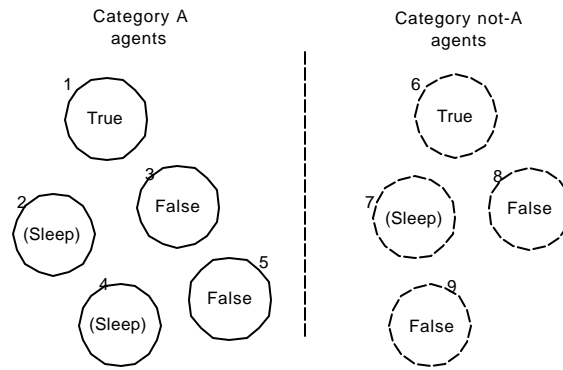 Category A
agents
Category not-A
agents
1
True
2
(Sleep)
3
False
4
(Sleep)
5
False
6
True
7
(Sleep)
8
False
9
False